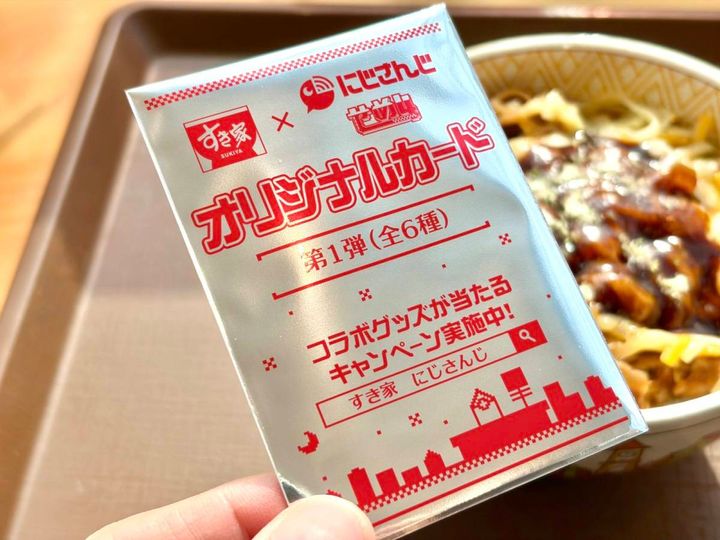 すき家
SUKIYA
×
にじさんじ
オリジナルカード
第1弾(全6種)
コラボグッズが当たる
キャンペーン実施中!
すき家 にじさんじ